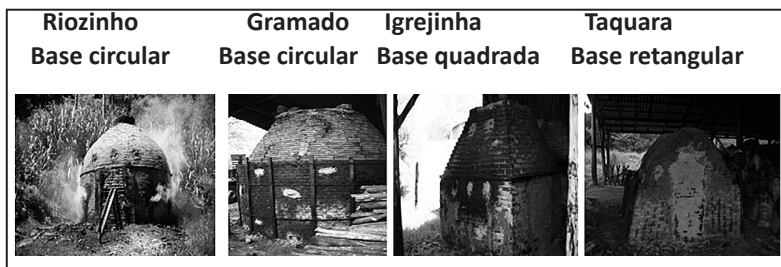 Riozinho Gramado Igrejinha Taquara
Base circular Base circular Base quadrada Base retangular